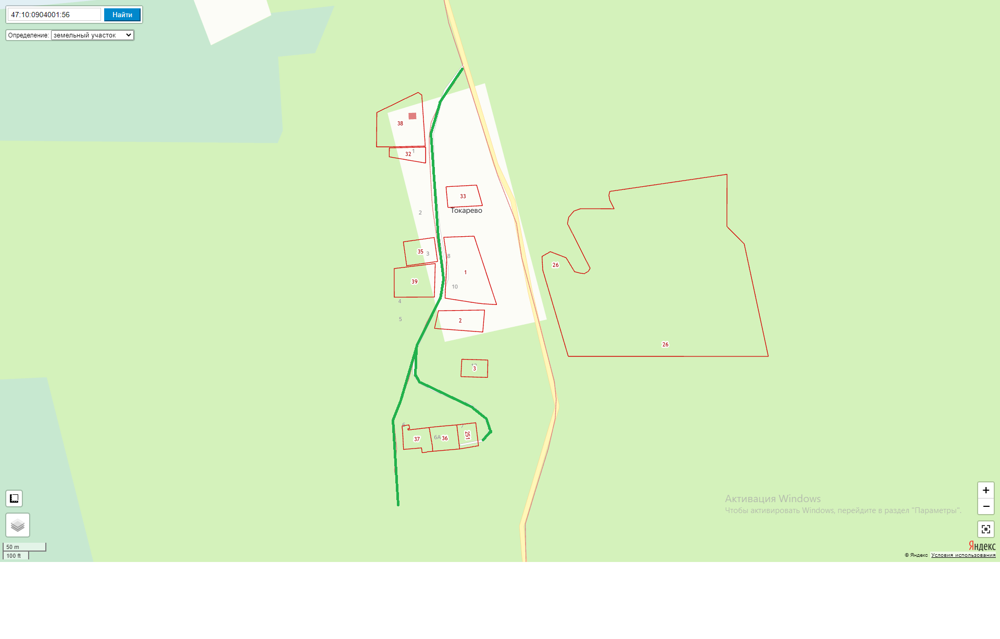 47:10:0904001:56
Найти
Определение: земельный участок
38
32
1
33
Токарево
2
35
3
8
1
26
39
10
4
5
2
26
3
6
7
37
6А
36
251
Активация Windows
Чтобы активировать Windows, перейдите в раздел "Параметры".
+
−
50 m
100 ft
Яндекс
© Яндекс Условия использования